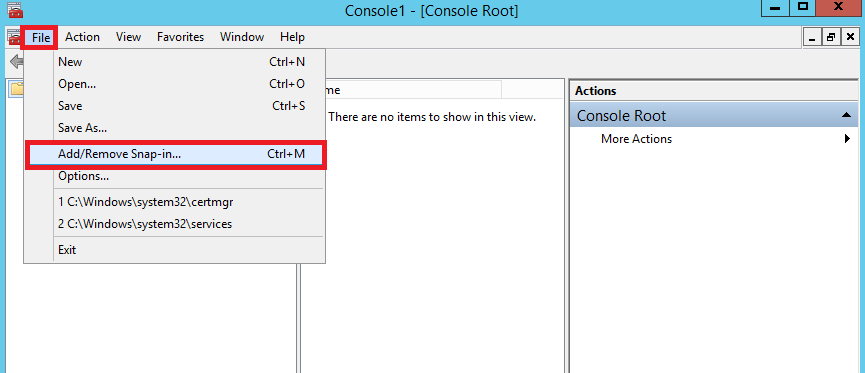 Console1 - [Console Root]
File Action View Favorites Window Help
New Ctrl+N
Open... Ctrl+O
Save Ctrl+S
Save As...
Add/Remove Snap-in... Ctrl+M
Options...
1 C:\Windows\system32\certmgr
2 C:\Windows\system32\services
Exit
There are no items to show in this view.
Actions
Console Root
More Actions